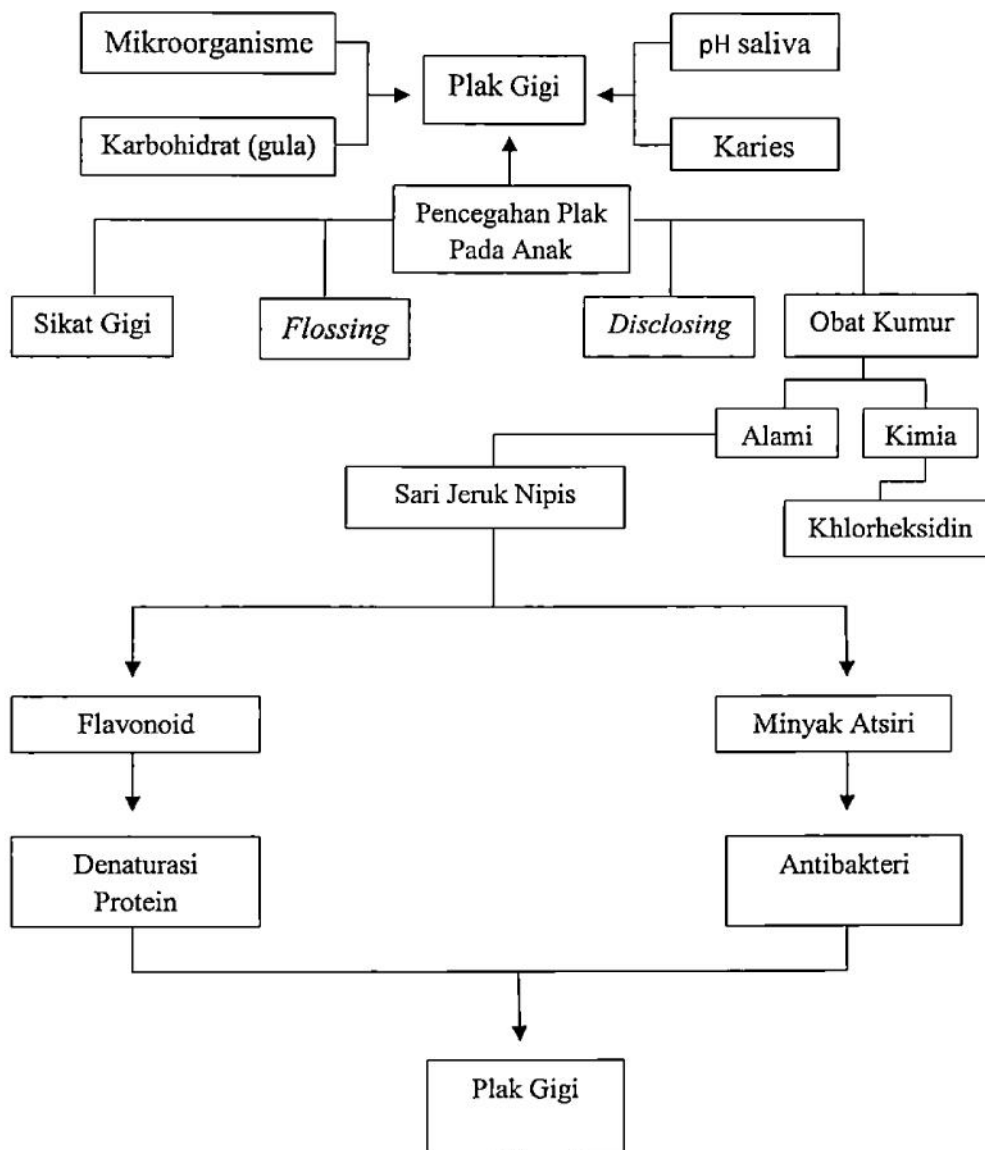 Mikroorganisme
pH saliva
Plak Gigi
Karbohidrat (gula)
Karies
Pencegahan Plak
Pada Anak
Sikat Gigi
Flossing
Disclosing
Obat Kumur
Alami
Kimia
Sari Jeruk Nipis
Khlorheksidin
Flavonoid
Minyak Atsiri
Denaturasi
Protein
Antibakteri
Plak Gigi